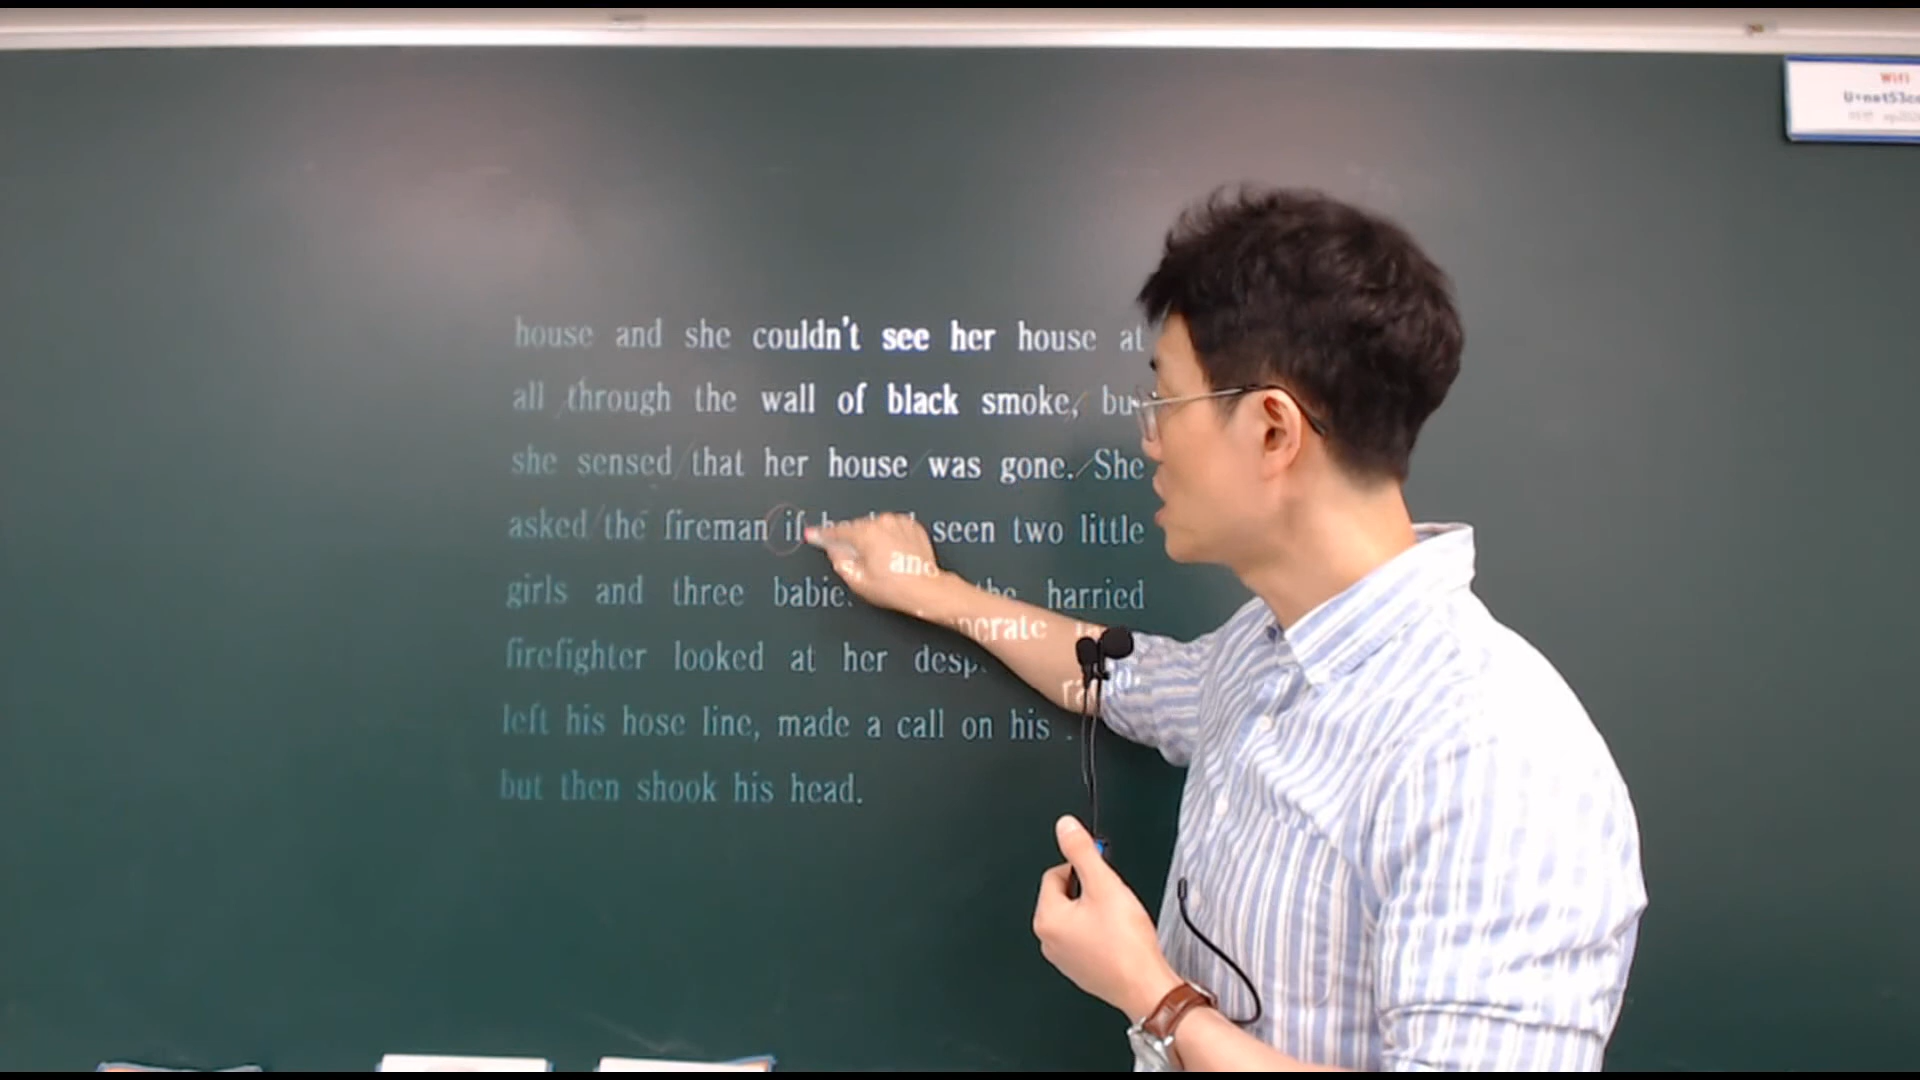 Wifi
house and she couldn't see her house at
all through the wall of black smoke, bu
she sensed that her house was gone. She
asked the fireman if seen two little
girls and three babie the harried
firefighter looked at her desp
left his hose line, made a call on his
but then shook his head.